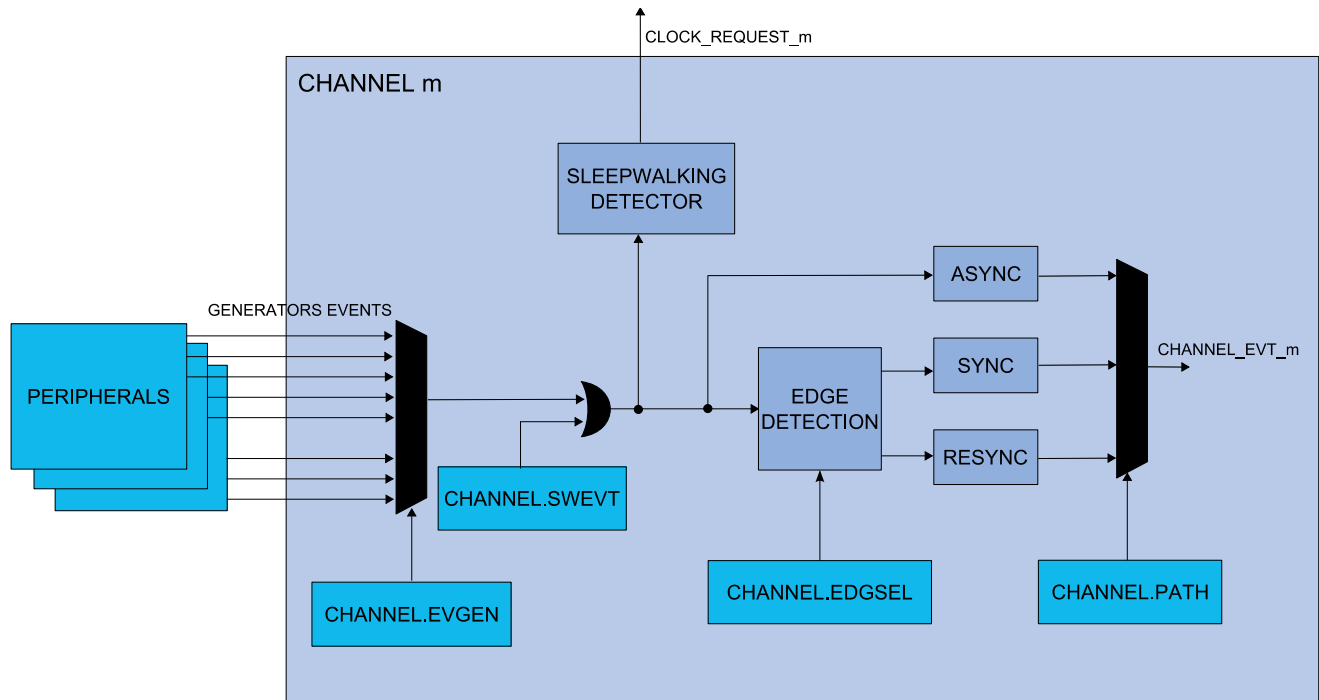 CLOCK_REQUEST_m
CHANNEL m
SLEEPWALKING
DETECTOR
ASYNC
GENERATORS EVENTS
CHANNEL_EVT_m
SYNC
PERIPHERALS
EDGE
DETECTION
RESYNC
CHANNEL.SWEVT
CHANNEL.EVGEN
CHANNEL.EDGSEL
CHANNEL.PATH